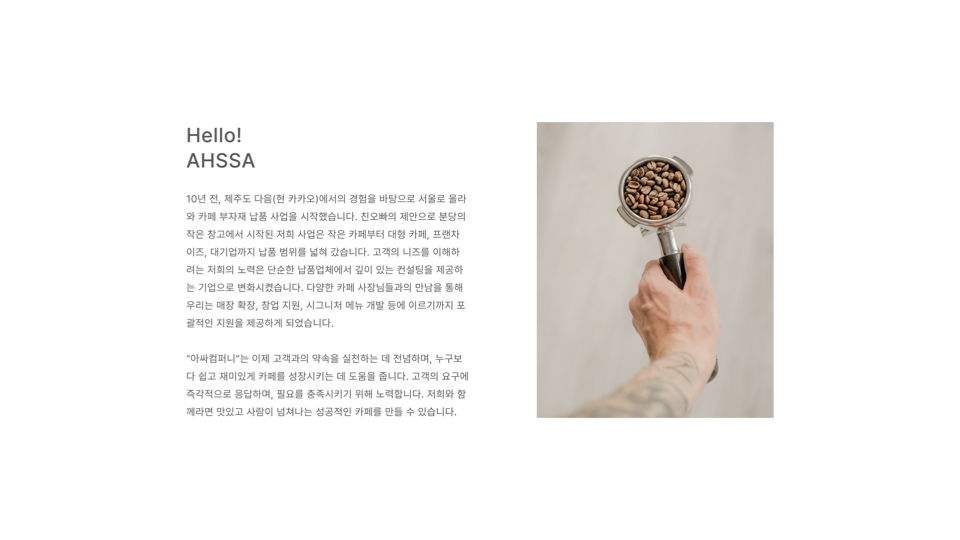 Hello!
AHSSA
10년 전, 제주도 다음(현 카카오)에서의 경험을 바탕으로 서울로 올라
와 카페 부자재 납품 사업을 시작했습니다. 친오빠의 제안으로 분당의
작은 창고에서 시작된 저희 사업은 작은 카페부터 대형 카페, 프랜차
이즈, 대기업까지 납품 범위를 넓혀 갔습니다. 고객의 니즈를 이해하
려는 저희의 노력은 단순한 납품업체에서 깊이 있는 컨설팅을 제공하
는 기업으로 변화시켰습니다. 다양한 카페 사장님들과의 만남을 통해
우리는 매장 확장, 창업 지원, 시그니처 메뉴 개발 등에 이르기까지 포
괄적인 지원을 제공하게 되었습니다.
"아싸컴퍼니"는 이제 고객과의 약속을 실천하는 데 전념하며, 누구보
다 쉽고 재미있게 카페를 성장시키는 데 도움을 줍니다. 고객의 요구에
즉각적으로 응답하며, 필요를 충족시키기 위해 노력합니다. 저희와 함
께라면 맛있고 사람이 넘쳐나는 성공적인 카페를 만들 수 있습니다.